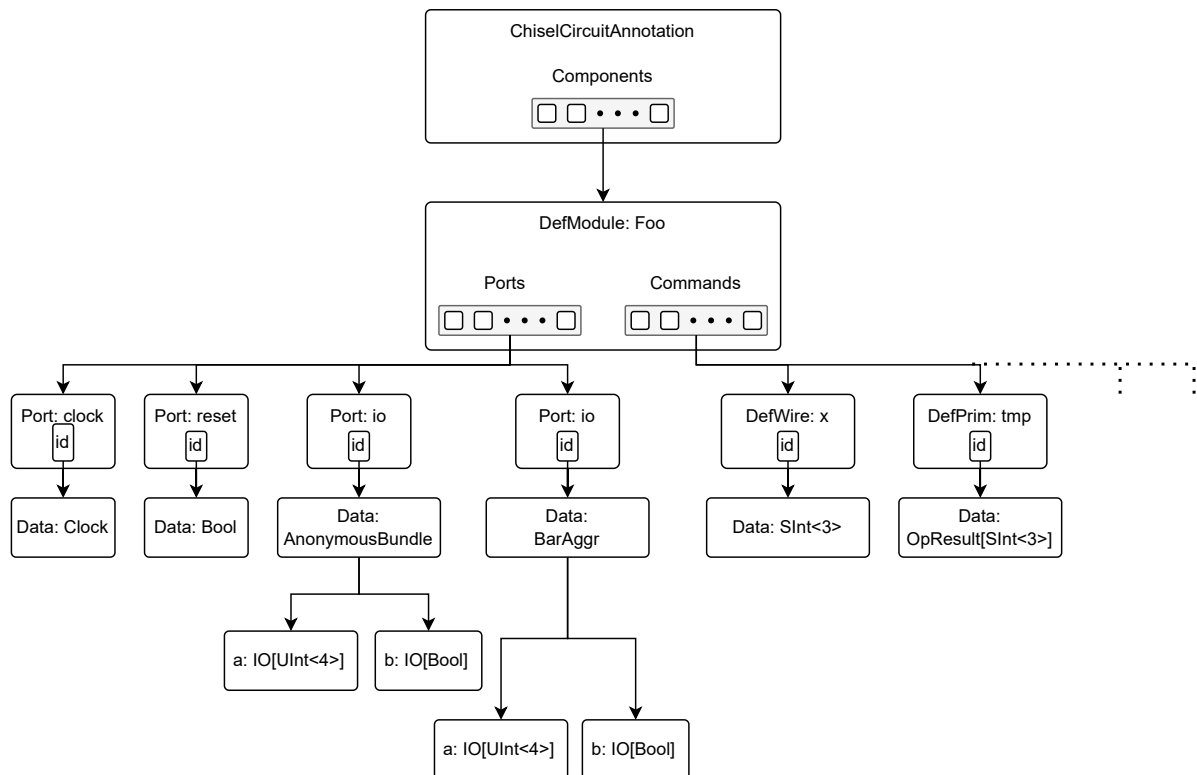 ChiselCircuitAnnotation
Components
DefModule: Foo
Ports
Commands
Port: clock
id
Port: reset
id
Port: io
id
Port: io
id
DefWire: x
id
DefPrim: tmp
id
Data: Clock
Data: Bool
Data:
AnonymousBundle
Data:
BarAggr
Data: SInt<3>
Data:
OpResult[SInt<3>]
a: IO[UInt<4>]
b: IO[Bool]
a: IO[UInt<4>]
b: IO[Bool]